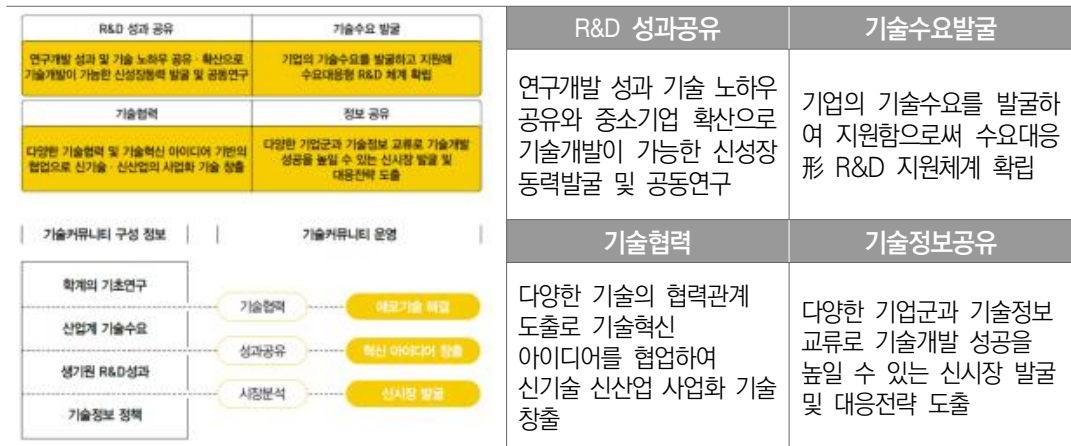 R&D 성과 공유
기술수요 발굴
연구개발 성과 및 기술 노하우 공유·확산으로
기술개발이 가능한 신성장동력 발굴 및 공동연구
기업의 기술수요를 발굴하고 지원해
수요대응형 R&D 체계 확립
기술협력
정보 공유
다양한 기술협력 및 기술혁신 아이디어 기반의
협업으로 신기술·신산업의 사업화 기술 창출
다양한 기업군과 기술정보 교류로 기술개발
성공을 높일 수 있는 신시장 발굴 및
대응전략 도출
기술커뮤니티 구성 정보
기술커뮤니티 운영
학계의 기초연구
산업계 기술수요
생기원 R&D성과
기술정보 정책
기술협력
애로기술 해결
성과공유
혁신 아이디어 창출
시장분석
신시장 발굴
R&D 성과공유
기술수요발굴
연구개발 성과 기술 노하우
공유와 중소기업 확산으로
기술개발이 가능한 신성장
동력발굴 및 공동연구
기업의 기술수요를 발굴하
여 지원함으로써 수요대응
形 R&D 지원체계 확립
기술협력
기술정보공유
다양한 기술의 협력관계
도출로 기술혁신
아이디어를 협업하여
신기술 신산업 사업화 기술
창출
다양한 기업군과 기술정보
교류로 기술개발 성공을
높일 수 있는 신시장 발굴
및 대응전략 도출